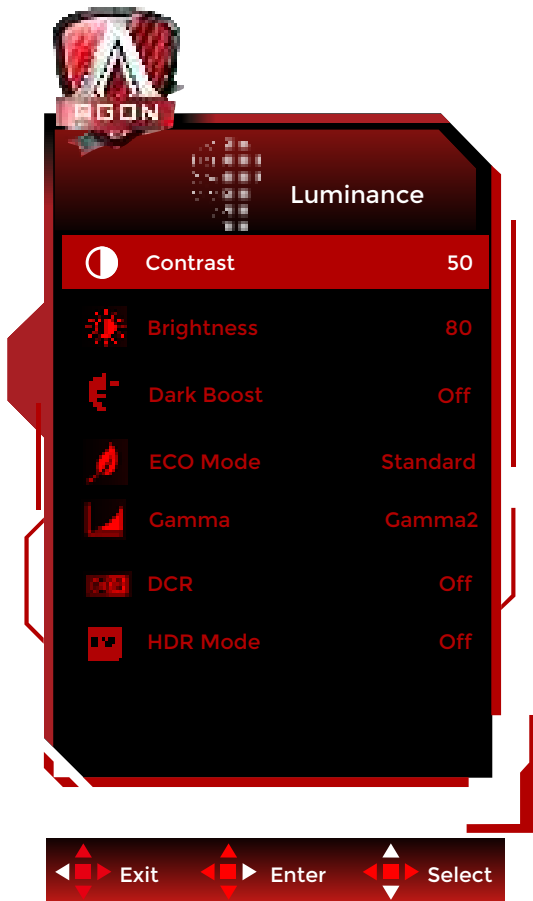 AGON
Luminance
Contrast 50
Brightness 80
Dark Boost Off
ECO Mode Standard
Gamma Gamma2
DCR Off
HDR Mode Off
Exit Enter Select